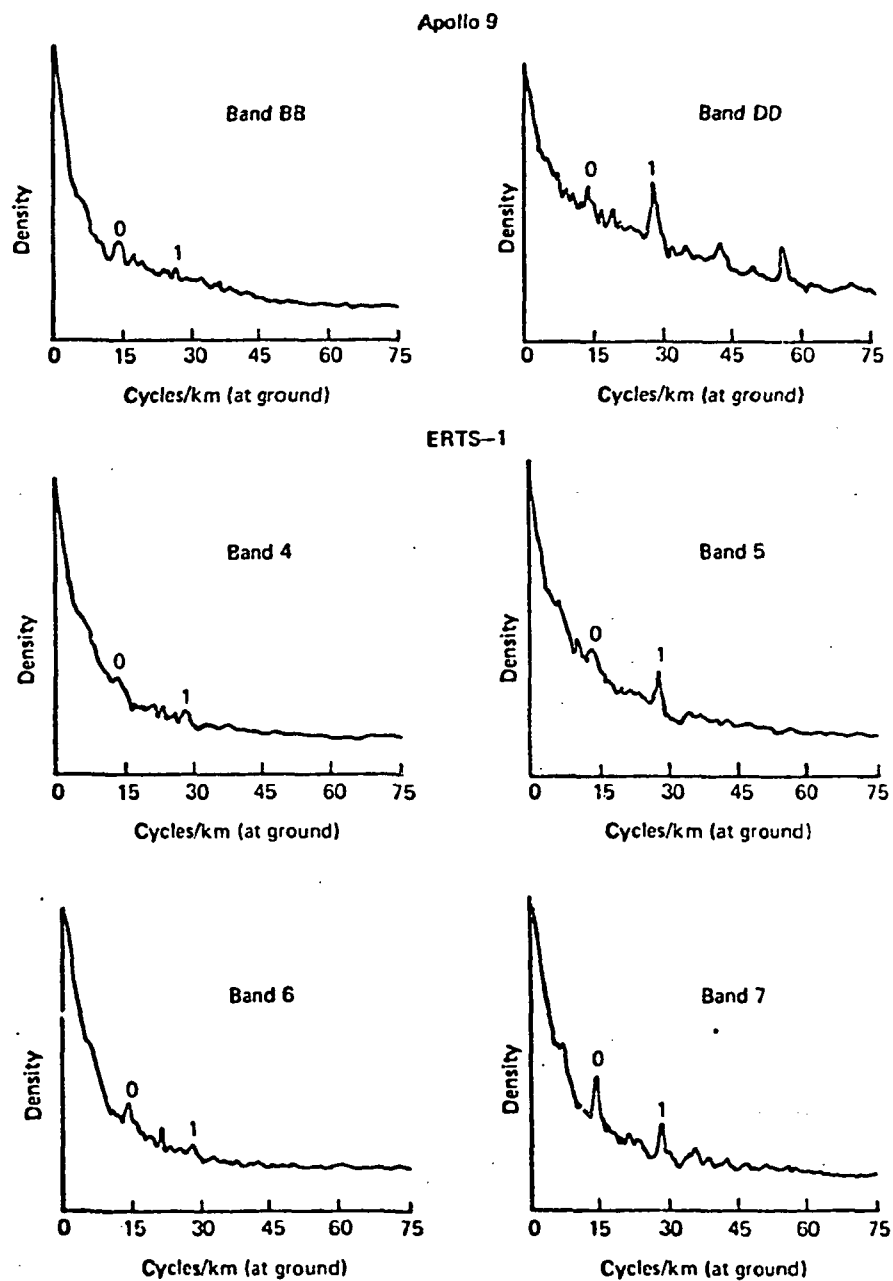 Apollo 9
Band BB
Density
0
1
0 15 30 45 60 75
Cycles/km (at ground)
Band DD
Density
0
1
0 15 30 45 60 75
Cycles/km (at ground)
ERTS–1
Band 4
Density
0
1
0 15 30 45 60 75
Cycles/km (at ground)
Band 5
Density
0
1
0 15 30 45 60 75
Cycles/km (at ground)
Band 6
Density
0
1
0 15 30 45 60 75
Cycles/km (at ground)
Band 7
Density
0
1
0 15 30 45 60 75
Cycles/km (at ground)